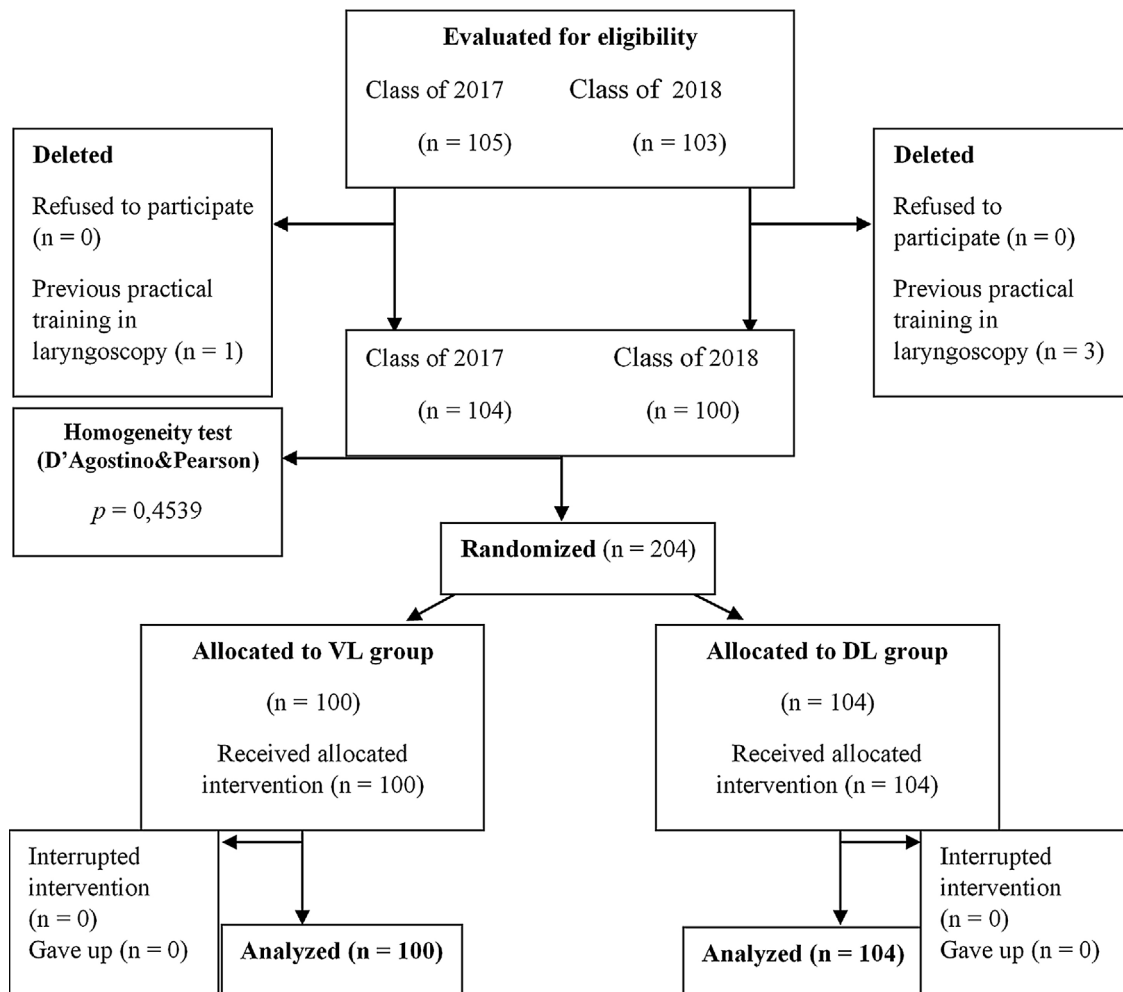 Evaluated for eligibility
Class of 2017 Class of 2018
(n = 105) (n = 103)
Deleted
Refused to participate
(n = 0)
Previous practical
training in
laryngoscopy (n = 1)
Deleted
Refused to
participate (n = 0)
Previous practical
training in
laryngoscopy (n = 3)
Class of 2017 Class of 2018
(n = 104) (n = 100)
Homogeneity test
(D'Agostino&Pearson)
p = 0,4539
Randomized (n = 204)
Allocated to VL group
(n = 100)
Received allocated
intervention (n = 100)
Allocated to DL group
(n = 104)
Received allocated
intervention (n = 104)
Interrupted
intervention
(n = 0)
Gave up (n = 0)
Analyzed (n = 100)
Analyzed (n = 104)
Interrupted
intervention
(n = 0)
Gave up (n = 0)